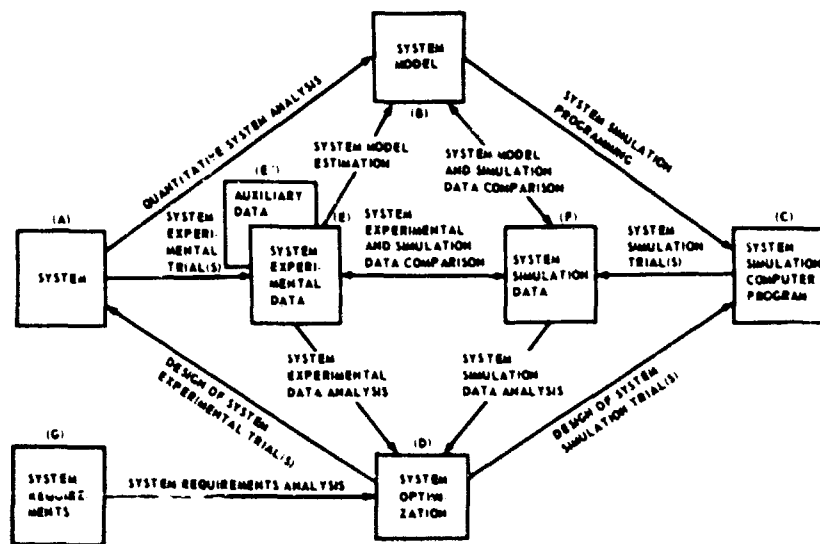 SYSTEM
MODEL
(B)
QUANTITATIVE SYSTEM ANALYSIS
SYSTEM SIMULATION
PROGRAMMING
SYSTEM MODEL
ESTIMATION
SYSTEM MODEL
AND SIMULATION
DATA COMPARISON
(A)
SYSTEM
SYSTEM
EXPERI-
MENTAL
TRIAL(S)
(E')
AUXILIARY
DATA
(E)
SYSTEM
EXPERI-
MENTAL
DATA
SYSTEM
EXPERIMENTAL
AND SIMULATION
DATA COMPARISON
(F)
SYSTEM
SIMULATION
DATA
SYSTEM
SIMULATION
TRIAL(S)
(C)
SYSTEM
SIMULATION
COMPUTER
PROGRAM
DESIGN OF SYSTEM
EXPERIMENTAL TRIAL(S)
SYSTEM
EXPERIMENTAL
DATA ANALYSIS
SYSTEM
SIMULATION
DATA ANALYSIS
DESIGN OF SYSTEM
SIMULATION TRIAL(S)
(G)
SYSTEM
REQUIRE-
MENTS
SYSTEM REQUIREMENTS ANALYSIS
(D)
SYSTEM
OPTIMI-
ZATION